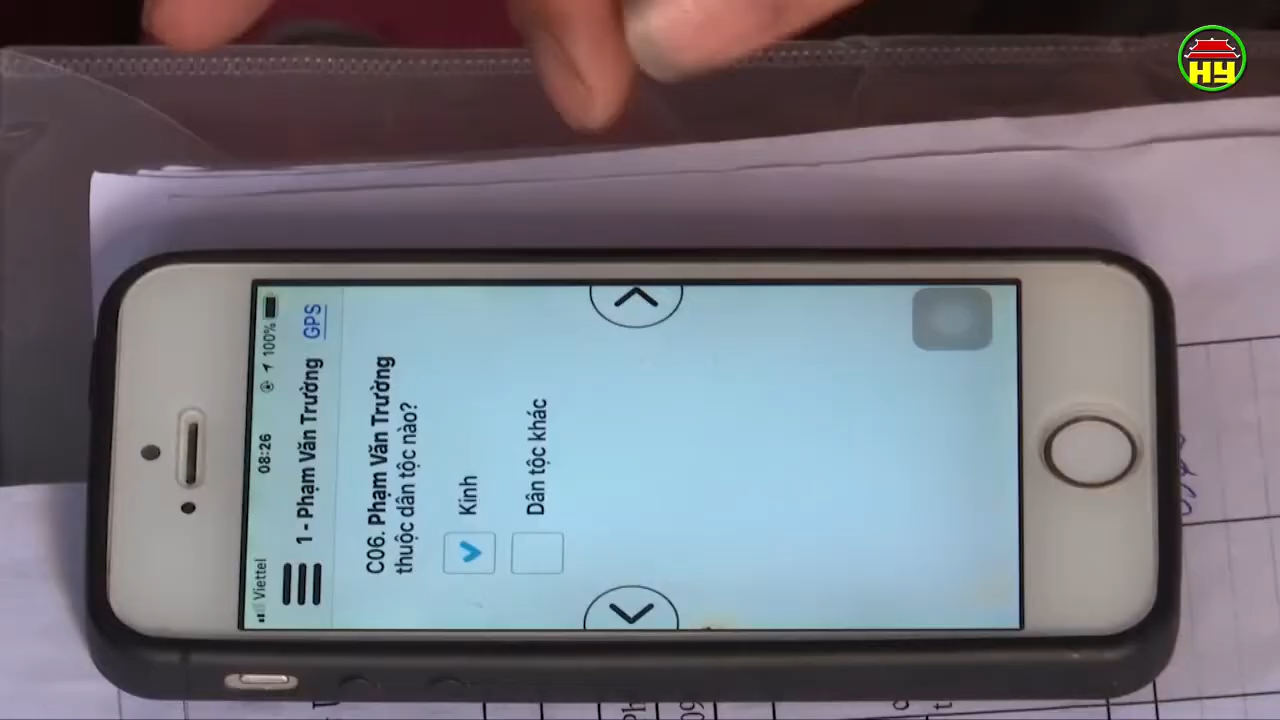 Viettel 08:26 100%
1 - Phạm Văn Trường GPS
C06. Phạm Văn Trường
thuộc dân tộc nào?
Kinh
Dân tộc khác
HY